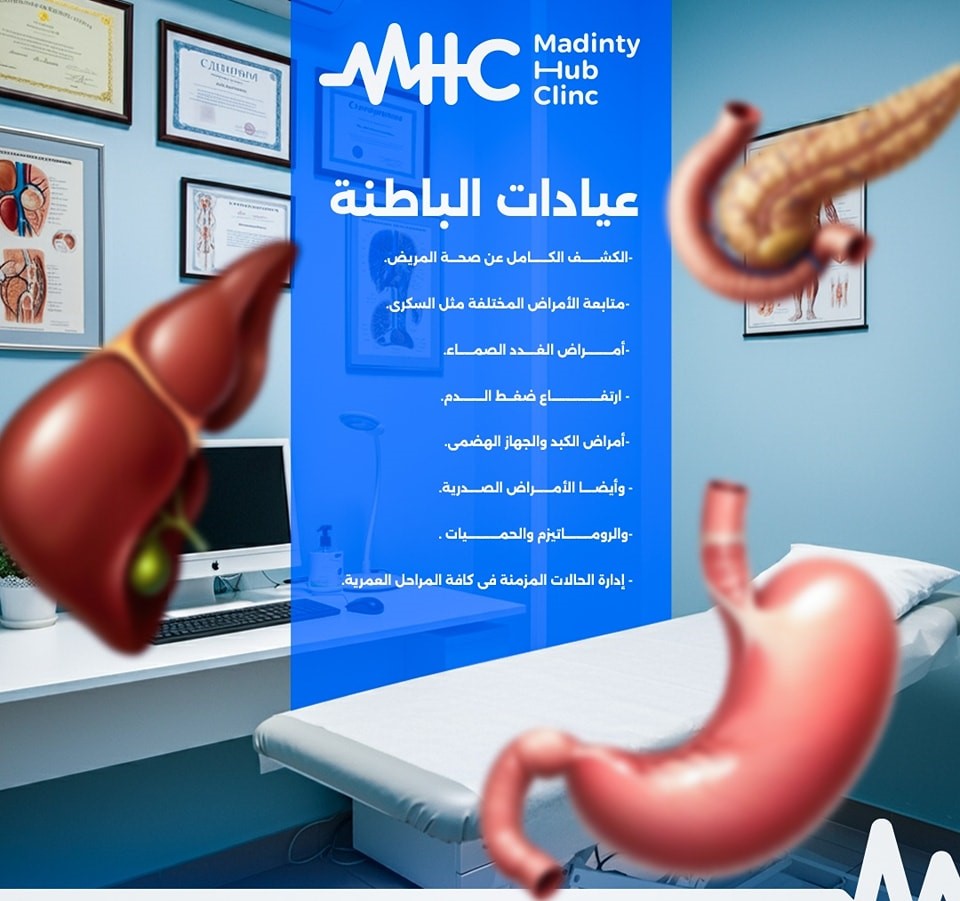 MHC
Madinty
Hub
Clinc
عيادات الباطنة
-الكشف الكامل عن صحة المريض.
-متابعة الأمراض المختلفة مثل السكرى.
-أمراض الغدد الصماء.
- ارتفاع ضغط الدم.
-أمراض الكبد والجهاز الهضمى.
- وأيضا الأمراض الصدرية.
-والروماتيزم والحميات .
- إدارة الحالات المزمنة فى كافة المراحل العمرية.